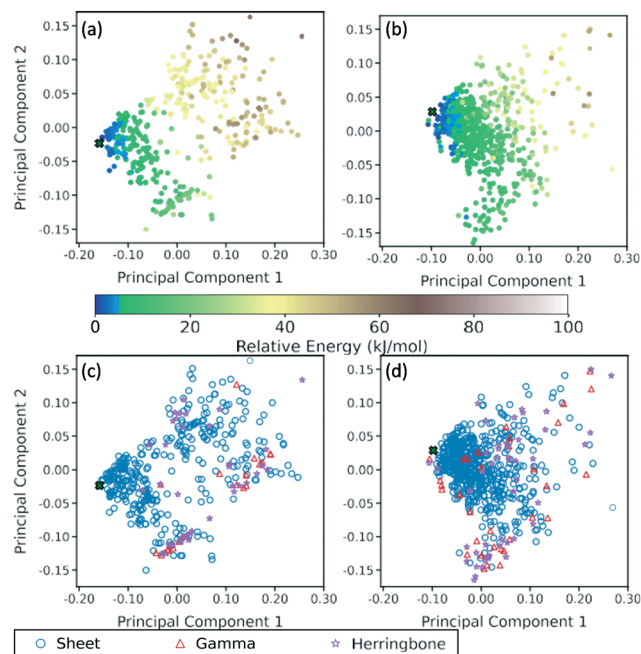 (a)
(b)
Principal Component 2
0.15
0.10
0.05
0.00
-0.05
-0.10
-0.15
0.15
0.10
0.05
0.00
-0.05
-0.10
-0.15
-0.20 -0.10 0.00 0.10 0.20 0.30
-0.20 -0.10 0.00 0.10 0.20 0.30
Principal Component 1
Principal Component 1
0 20 40 60 80 100
Relative Energy (kJ/mol)
(c)
(d)
Principal Component 2
0.15
0.10
0.05
0.00
-0.05
-0.10
-0.15
0.15
0.10
0.05
0.00
-0.05
-0.10
-0.15
-0.20 -0.10 0.00 0.10 0.20 0.30
-0.20 -0.10 0.00 0.10 0.20 0.30
Principal Component 1
Principal Component 1
Sheet Gamma Herringbone